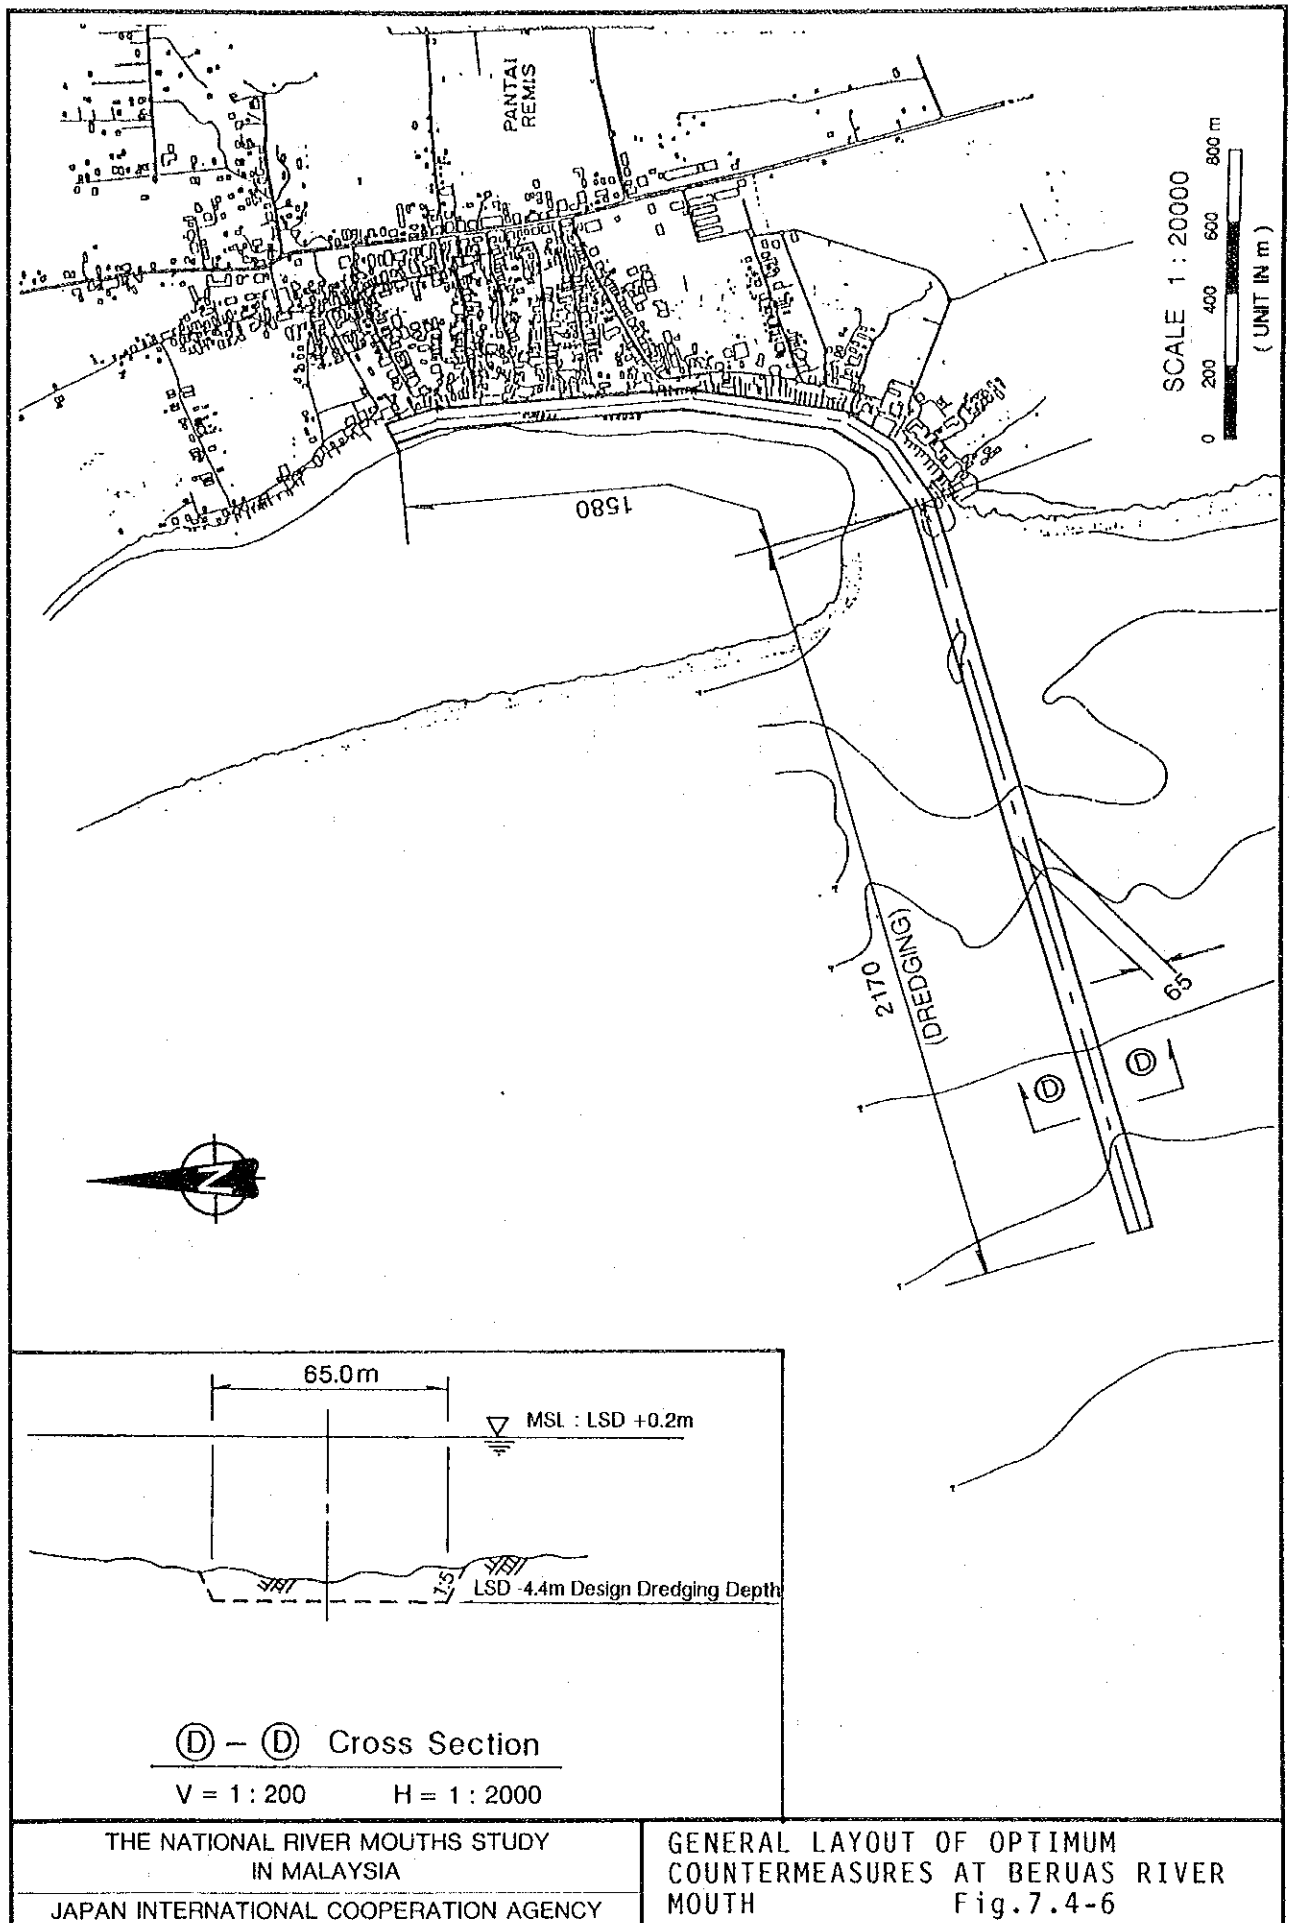 PANTAI
REMIS
SCALE 1 : 20000
0 200 400 600 800 m
( UNIT IN m )
1580
2170
(DREDGING)
65
D
D
N
65.0m
MSL : LSD +0.2m
1:5
LSD -4.4m Design Dredging Depth
D – D Cross Section
V = 1 : 200 H = 1 : 2000
THE NATIONAL RIVER MOUTHS STUDY
IN MALAYSIA
JAPAN INTERNATIONAL COOPERATION AGENCY
GENERAL LAYOUT OF OPTIMUM
COUNTERMEASURES AT BERUAS RIVER
MOUTH Fig.7.4-6